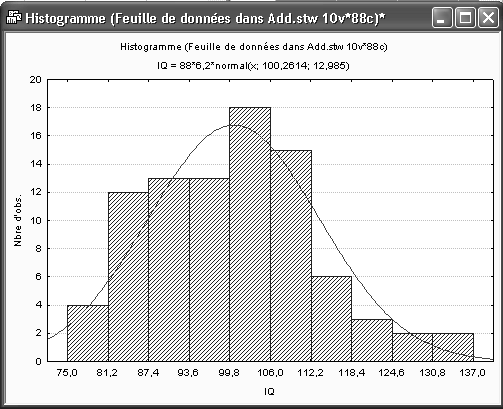 Histogramme (Feuille de données dans Add.stw 10v*88c)*
Histogramme (Feuille de données dans Add.stw 10v*88c)
IQ = 88*6,2*normal(x; 100,2614; 12,985)
20
18
16
14
12
10
8
6
4
2
0
Nbre d'obs.
75,0 81,2 87,4 93,6 99,8 106,0 112,2 118,4 124,6 130,8 137,0
IQ